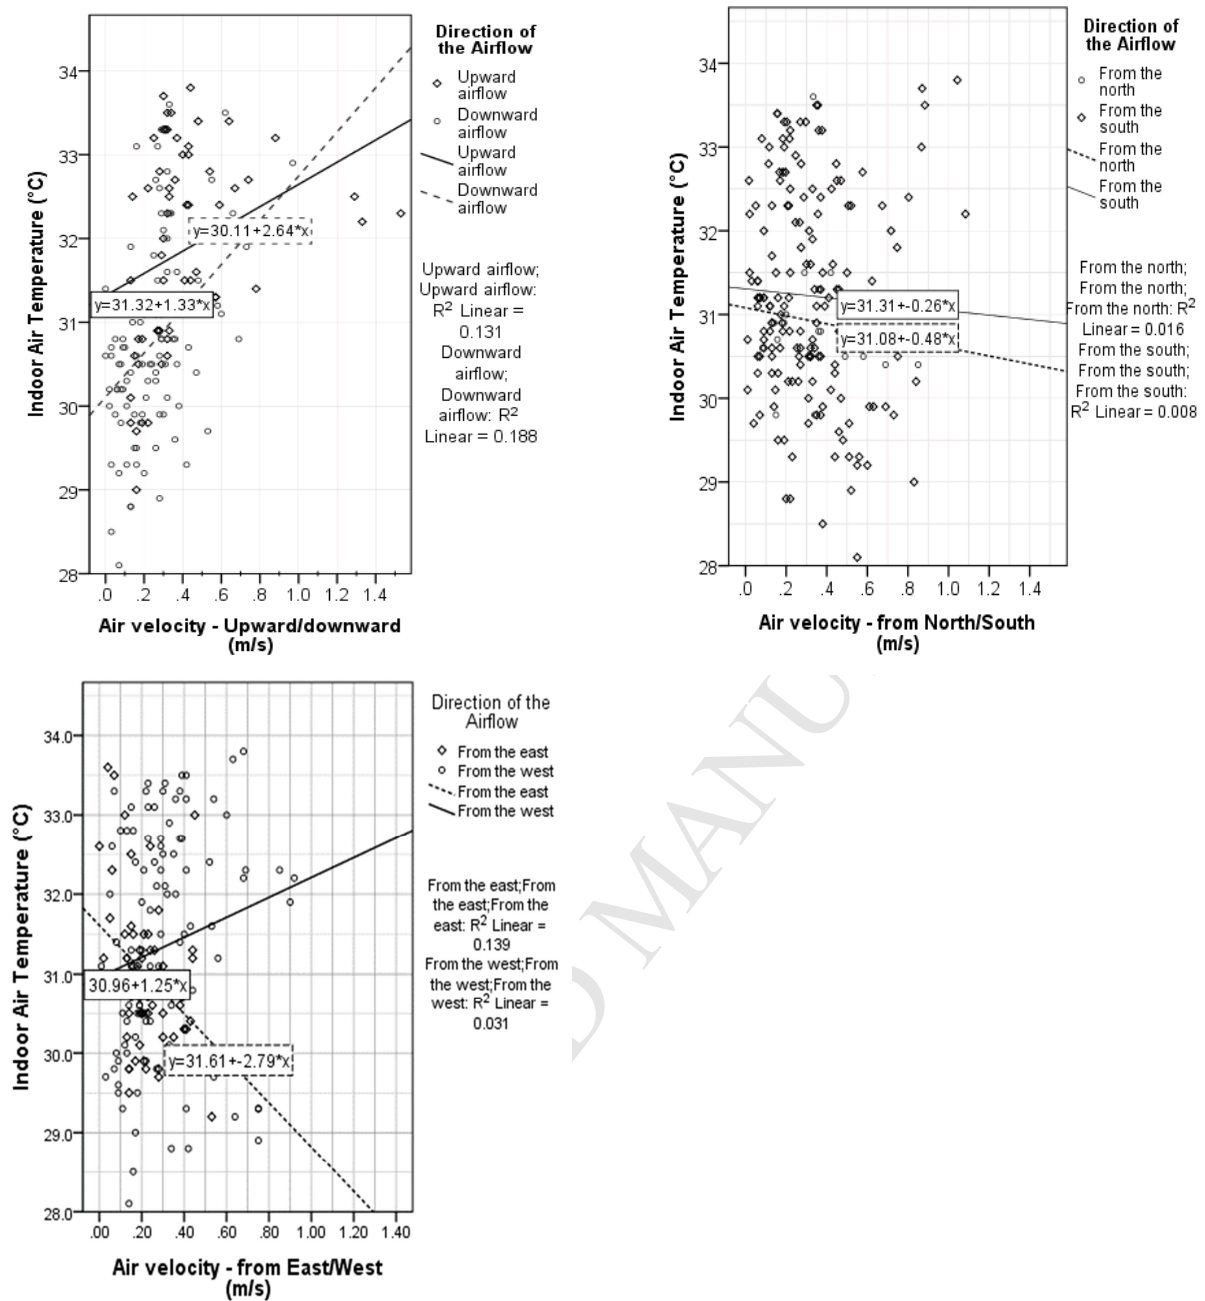 Direction of
the Airflow
Upward
airflow
Downward
airflow
Upward
airflow
Downward
airflow
Upward airflow;
Upward airflow:
R² Linear =
0.131
Downward
airflow;
Downward
airflow: R²
Linear = 0.188
34
33
32
31
30
29
28
Indoor Air Temperature (°C)
y=30.11+2.64*x
y=31.32+1.33*x
.0 .2 .4 .6 .8 1.0 1.2 1.4
Air velocity - Upward/downward
(m/s)
Direction of
the Airflow
From the
north
From the
south
From the
north
From the
south
From the north;
From the north;
From the north: R²
Linear = 0.016
From the south;
From the south;
From the south:
R² Linear = 0.008
34
33
32
31
30
29
28
Indoor Air Temperature (°C)
y=31.31+-0.26*x
y=31.08+-0.48*x
.0 .2 .4 .6 .8 1.0 1.2 1.4
Air velocity - from North/South
(m/s)
Direction of the
Airflow
From the east
From the west
From the east
From the west
From the east;From
the east;From the
east: R² Linear =
0.139
From the west;From
the west;From the
west: R² Linear =
0.031
34.0
33.0
32.0
31.0
30.0
29.0
28.0
Indoor Air Temperature (°C)
30.96+1.25*x
y=31.61+-2.79*x
.00 .20 .40 .60 .80 1.00 1.20 1.40
Air velocity - from East/West
(m/s)
D MANU